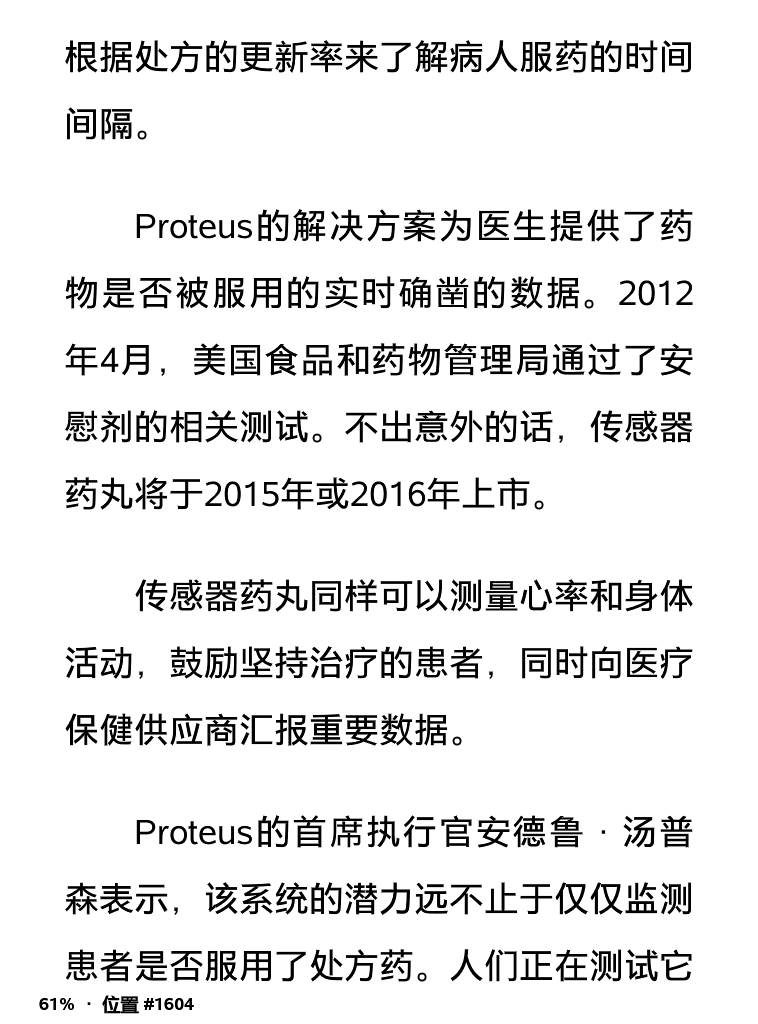 根据处方的更新率来了解病人服药的时间
间隔。
Proteus的解决方案为医生提供了药
物是否被服用的实时确凿的数据。2012
年4月，美国食品和药物管理局通过了安
慰剂的相关测试。不出意外的话，传感器
药丸将于2015年或2016年上市。
传感器药丸同样可以测量心率和身体
活动，鼓励坚持治疗的患者，同时向医疗
保健供应商汇报重要数据。
Proteus的首席执行官安德鲁·汤普
森表示，该系统的潜力远不止于仅仅监测
患者是否服用了处方药。人们正在测试它
61% · 位置 #1604